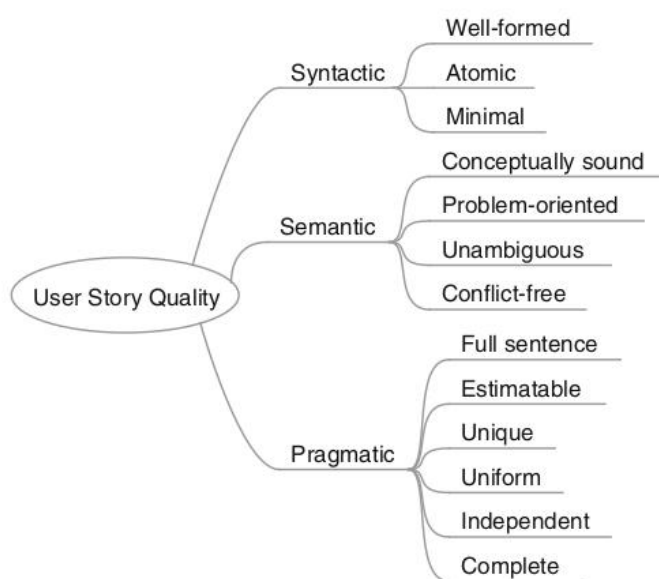 Well-formed
Syntactic
Atomic
Minimal
Conceptually sound
Problem-oriented
Semantic
Unambiguous
Conflict-free
User Story Quality
Full sentence
Estimatable
Unique
Pragmatic
Uniform
Independent
Complete